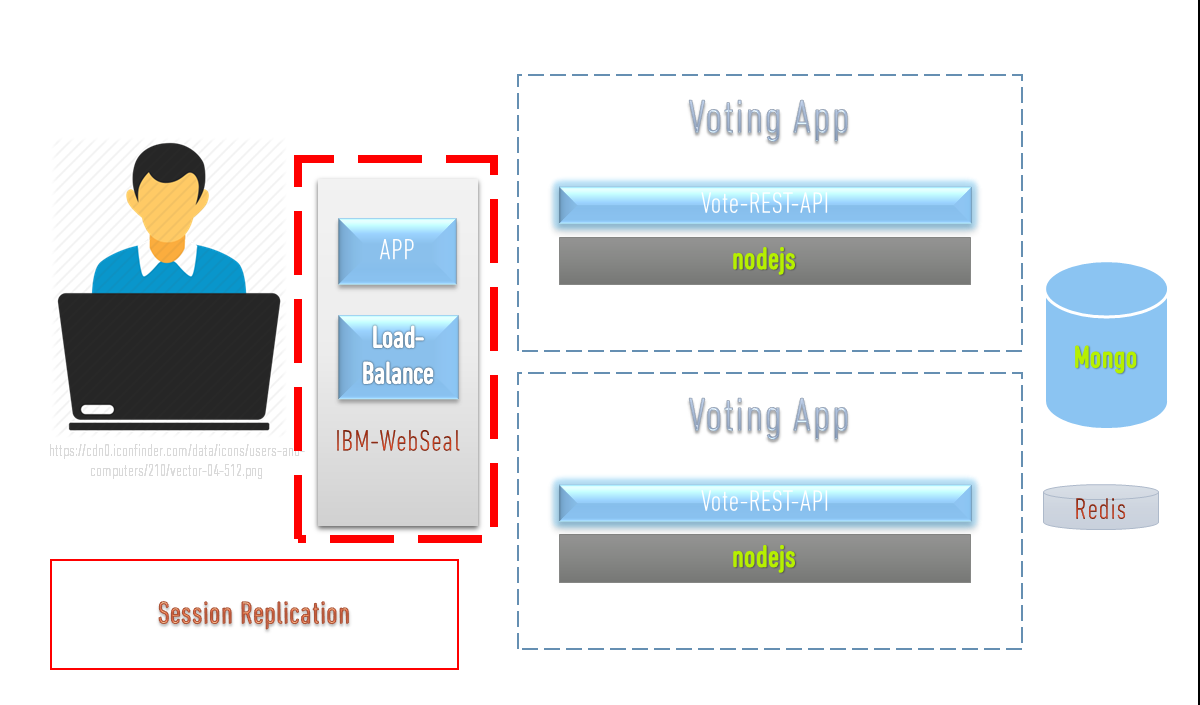 Voting App
Vote-REST-API
nodejs
APP
Load-
Balance
IBM-WebSeal
https://cdn0.iconfinder.com/data/icons/users-and-
computers/210/vector-04-512.png
Mongo
Voting App
Vote-REST-API
nodejs
Redis
Session Replication